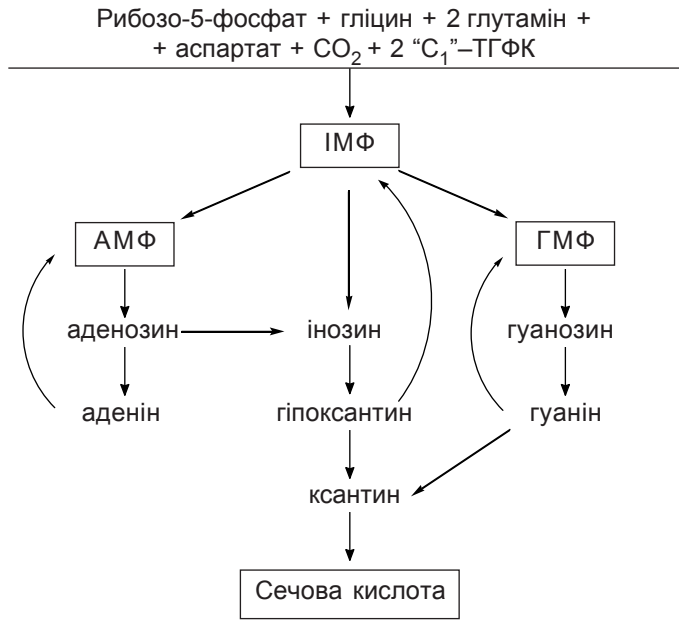 Рибозо-5-фосфат + гліцин + 2 глутамін +
+ аспартат + CO₂ + 2 “C₁”–ТГФК
ІМФ
АМФ
ГМФ
аденозин
інозин
гуанозин
аденін
гіпоксантин
гуанін
ксантин
Сечова кислота